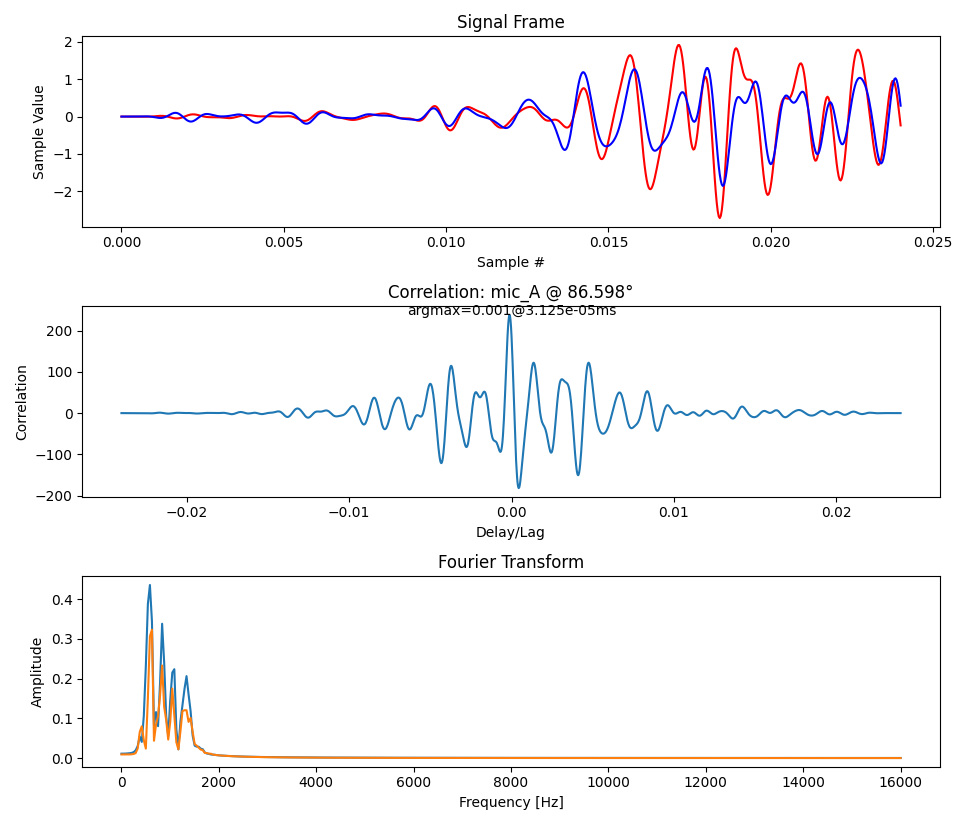 Signal Frame
2
1
0
−1
−2
Sample Value
0.000 0.005 0.010 0.015 0.020 0.025
Sample #
Correlation: mic_A @ 86.598°
argmax=0.001@3.125e-05ms
200
100
0
−100
−200
Correlation
−0.02 −0.01 0.00 0.01 0.02
Delay/Lag
Fourier Transform
0.4
0.3
0.2
0.1
0.0
Amplitude
0 2000 4000 6000 8000 10000 12000 14000 16000
Frequency [Hz]